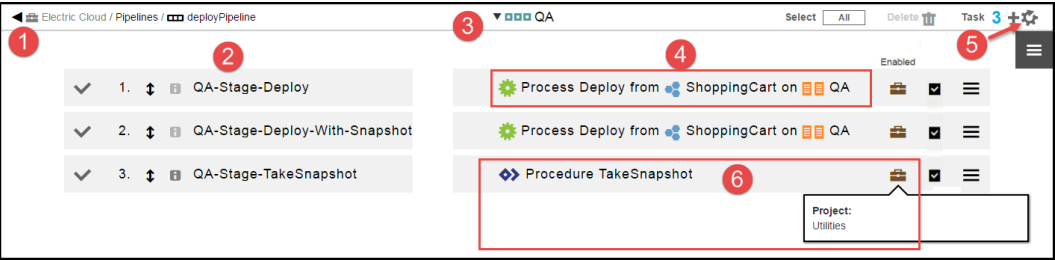 Electric Cloud / Pipelines / deployPipeline
QA
Select All Delete Task 3
1
2
3
4
5
Enabled
1. QA-Stage-Deploy Process Deploy from ShoppingCart on QA
2. QA-Stage-Deploy-With-Snapshot Process Deploy from ShoppingCart on QA
3. QA-Stage-TakeSnapshot Procedure TakeSnapshot
6
Project:
Utilities